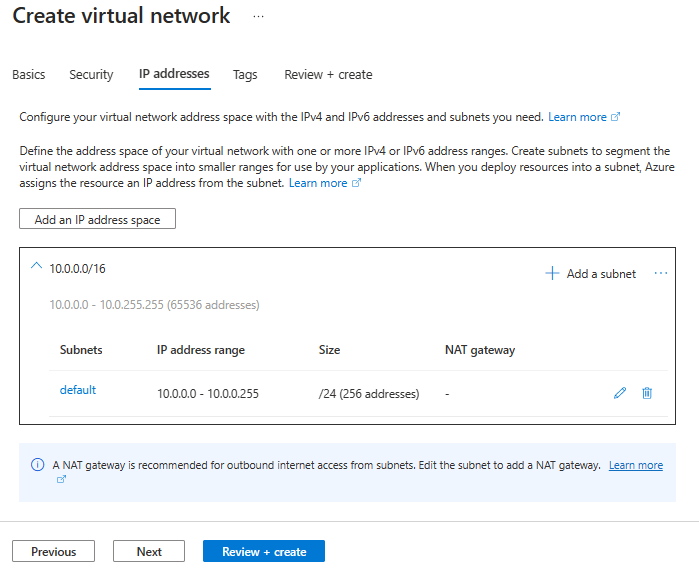 Create virtual network ...
Basics Security IP addresses Tags Review + create
Configure your virtual network address space with the IPv4 and IPv6 addresses and subnets you need. Learn more
Define the address space of your virtual network with one or more IPv4 or IPv6 address ranges. Create subnets to segment the
virtual network address space into smaller ranges for use by your applications. When you deploy resources into a subnet, Azure
assigns the resource an IP address from the subnet. Learn more
Add an IP address space
10.0.0.0/16
+ Add a subnet ...
10.0.0.0 - 10.0.255.255 (65536 addresses)
Subnets IP address range Size NAT gateway
default 10.0.0.0 - 10.0.0.255 /24 (256 addresses) -
A NAT gateway is recommended for outbound internet access from subnets. Edit the subnet to add a NAT gateway. Learn more
Previous Next Review + create